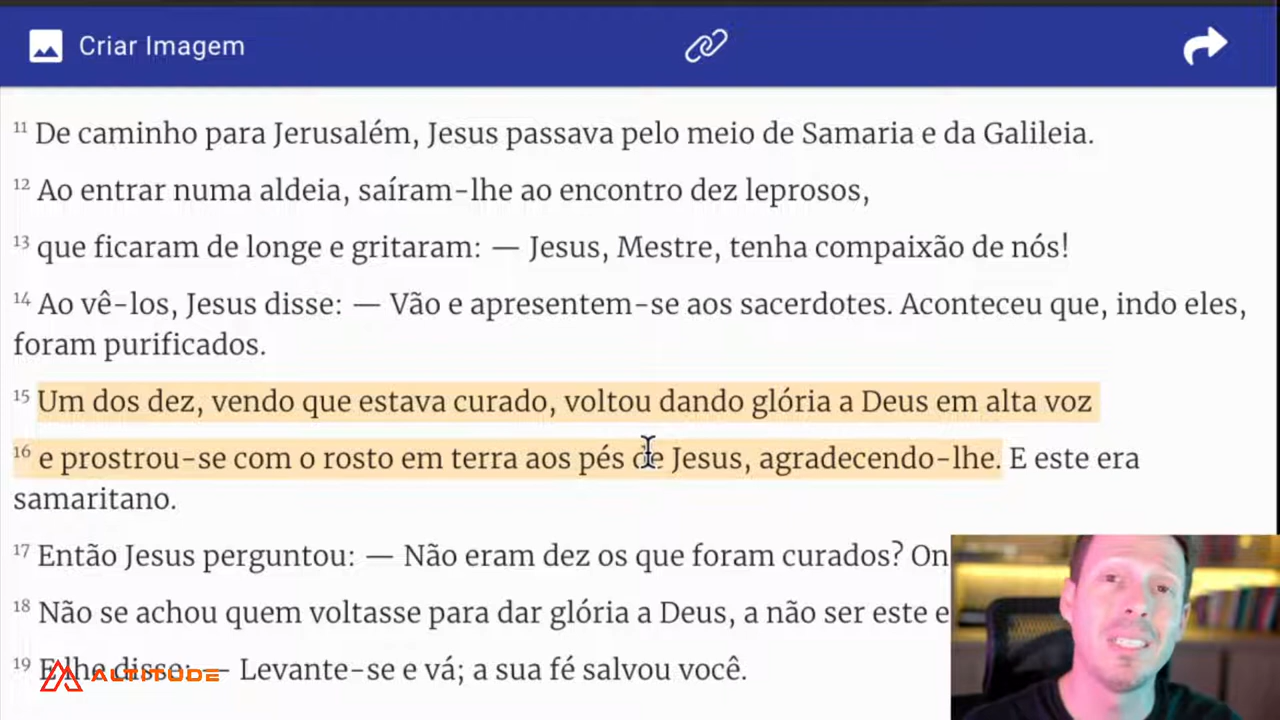 Criar Imagem
11 De caminho para Jerusalém, Jesus passava pelo meio de Samaria e da Galileia.
12 Ao entrar numa aldeia, saíram-lhe ao encontro dez leprosos,
13 que ficaram de longe e gritaram: — Jesus, Mestre, tenha compaixão de nós!
14 Ao vê-los, Jesus disse: — Vão e apresentem-se aos sacerdotes. Aconteceu que, indo eles,
foram purificados.
15 Um dos dez, vendo que estava curado, voltou dando glória a Deus em alta voz
16 e prostrou-se com o rosto em terra aos pés de Jesus, agradecendo-lhe. E este era
samaritano.
17 Então Jesus perguntou: — Não eram dez os que foram curados? On
18 Não se achou quem voltasse para dar glória a Deus, a não ser este e
19 E lhe disse: — Levante-se e vá; a sua fé salvou você.
ALTITUDE